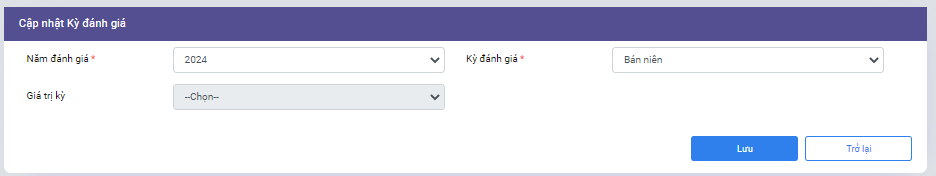 Cập nhật Kỳ đánh giá
Năm đánh giá * 2024 Kỳ đánh giá * Bán niên
Giá trị kỳ --Chọn--
Lưu Trở lại